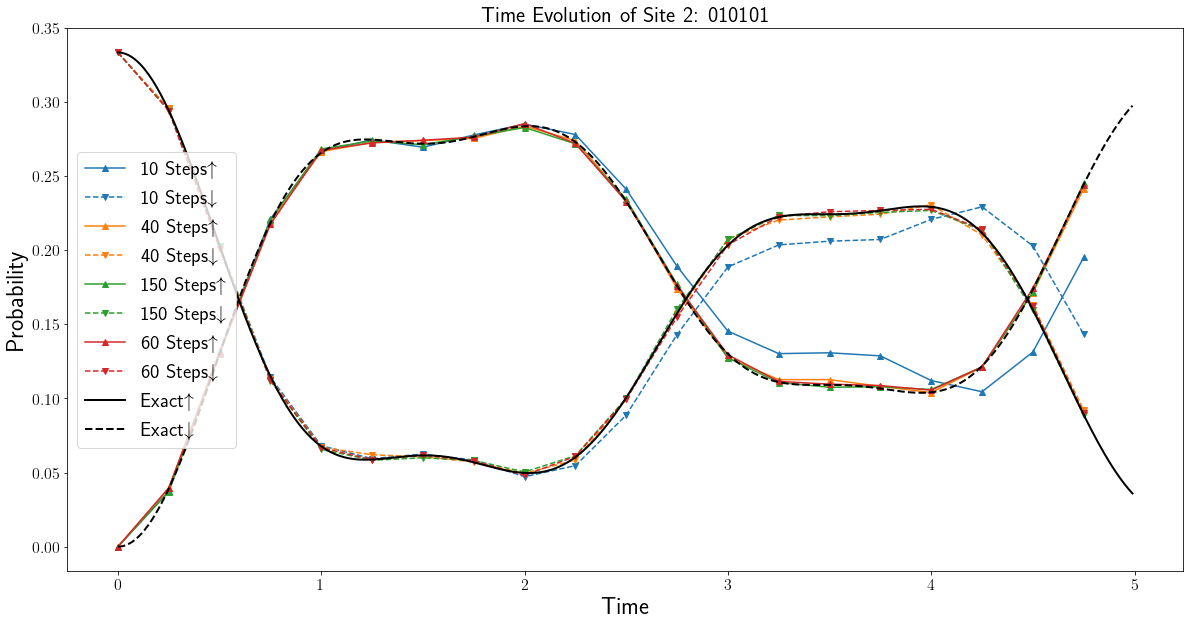 Time Evolution of Site 2: 010101
Probability
0.35
0.30
0.25
0.20
0.15
0.10
0.05
0.00
10 Steps↑
10 Steps↓
40 Steps↑
40 Steps↓
150 Steps↑
150 Steps↓
60 Steps↑
60 Steps↓
Exact↑
Exact↓
0 1 2 3 4 5
Time